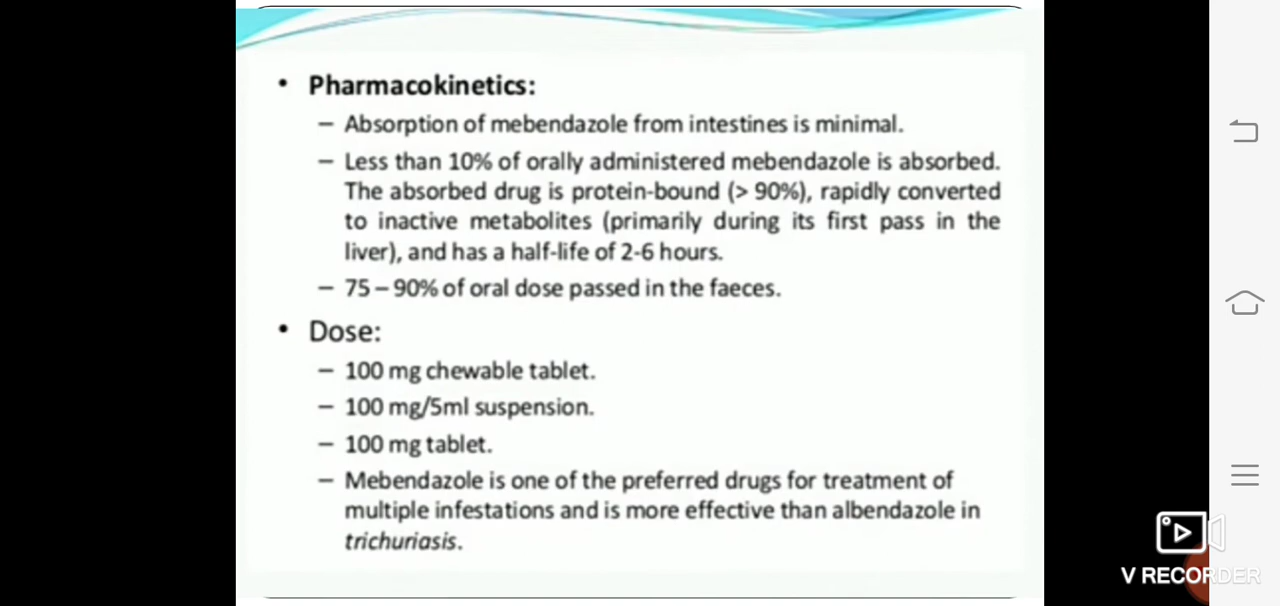 • Pharmacokinetics:
– Absorption of mebendazole from intestines is minimal.
– Less than 10% of orally administered mebendazole is absorbed.
The absorbed drug is protein-bound (> 90%), rapidly converted
to inactive metabolites (primarily during its first pass in the
liver), and has a half-life of 2-6 hours.
– 75 – 90% of oral dose passed in the faeces.
• Dose:
– 100 mg chewable tablet.
– 100 mg/5ml suspension.
– 100 mg tablet.
– Mebendazole is one of the preferred drugs for treatment of
multiple infestations and is more effective than albendazole in
trichuriasis.
V RECORDER